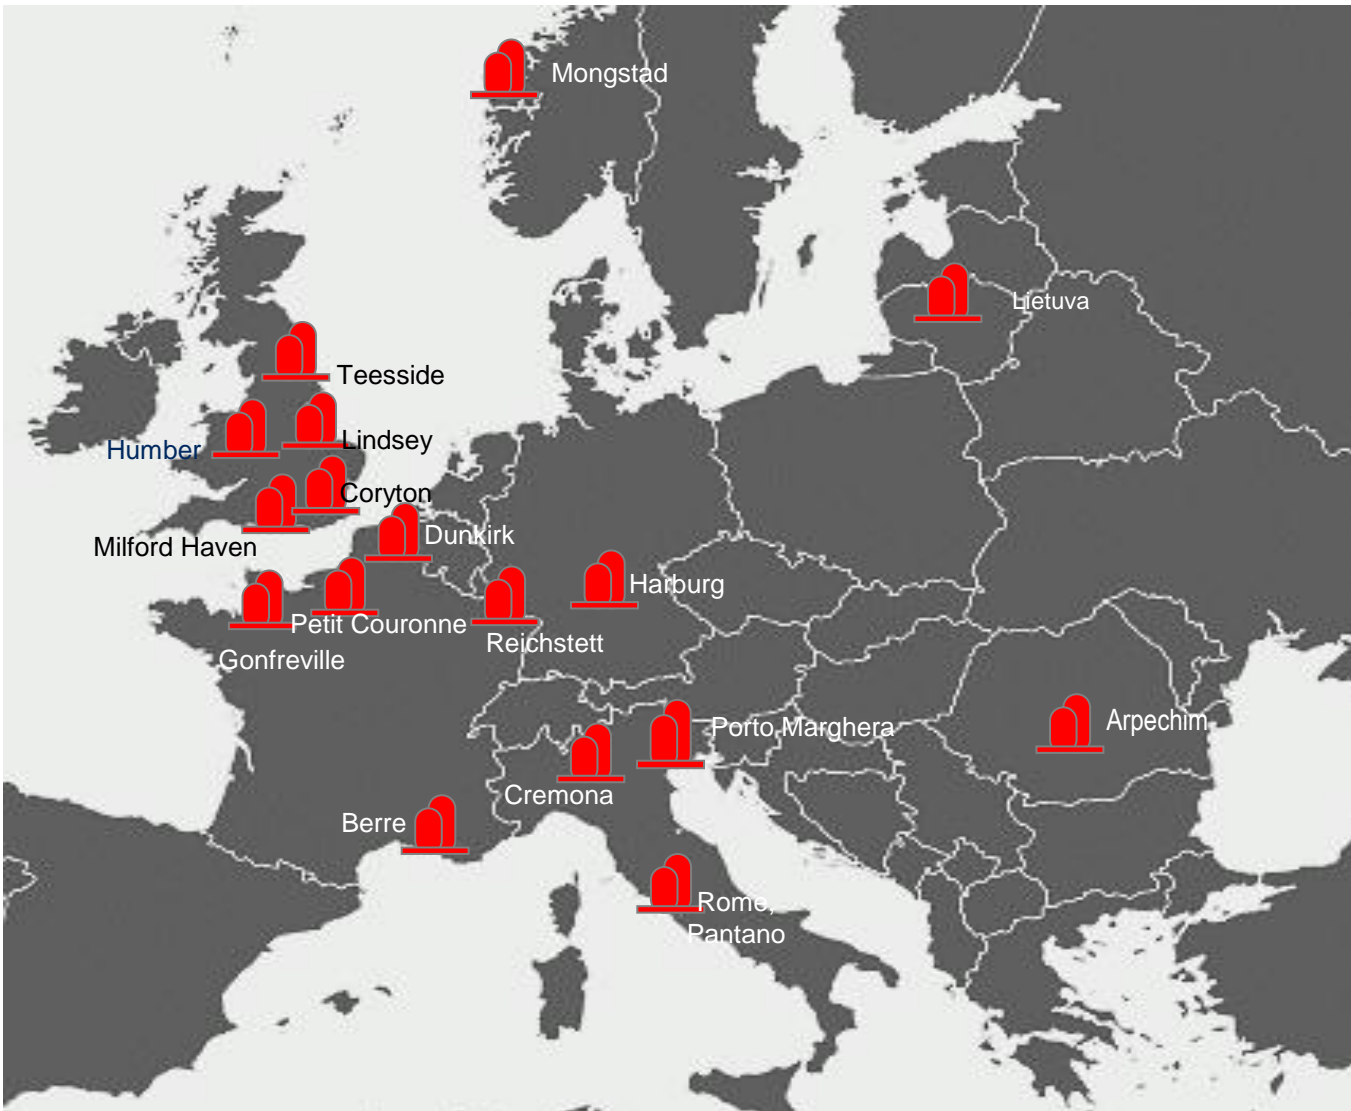 Mongstad
Lietuva
Teesside
Lindsey
Humber
Coryton
Dunkirk
Milford Haven
Harburg
Petit Couronne
Reichstett
Gonfreville
Arpechim
Porto Marghera
Cremona
Berre
Rome,
Pantano